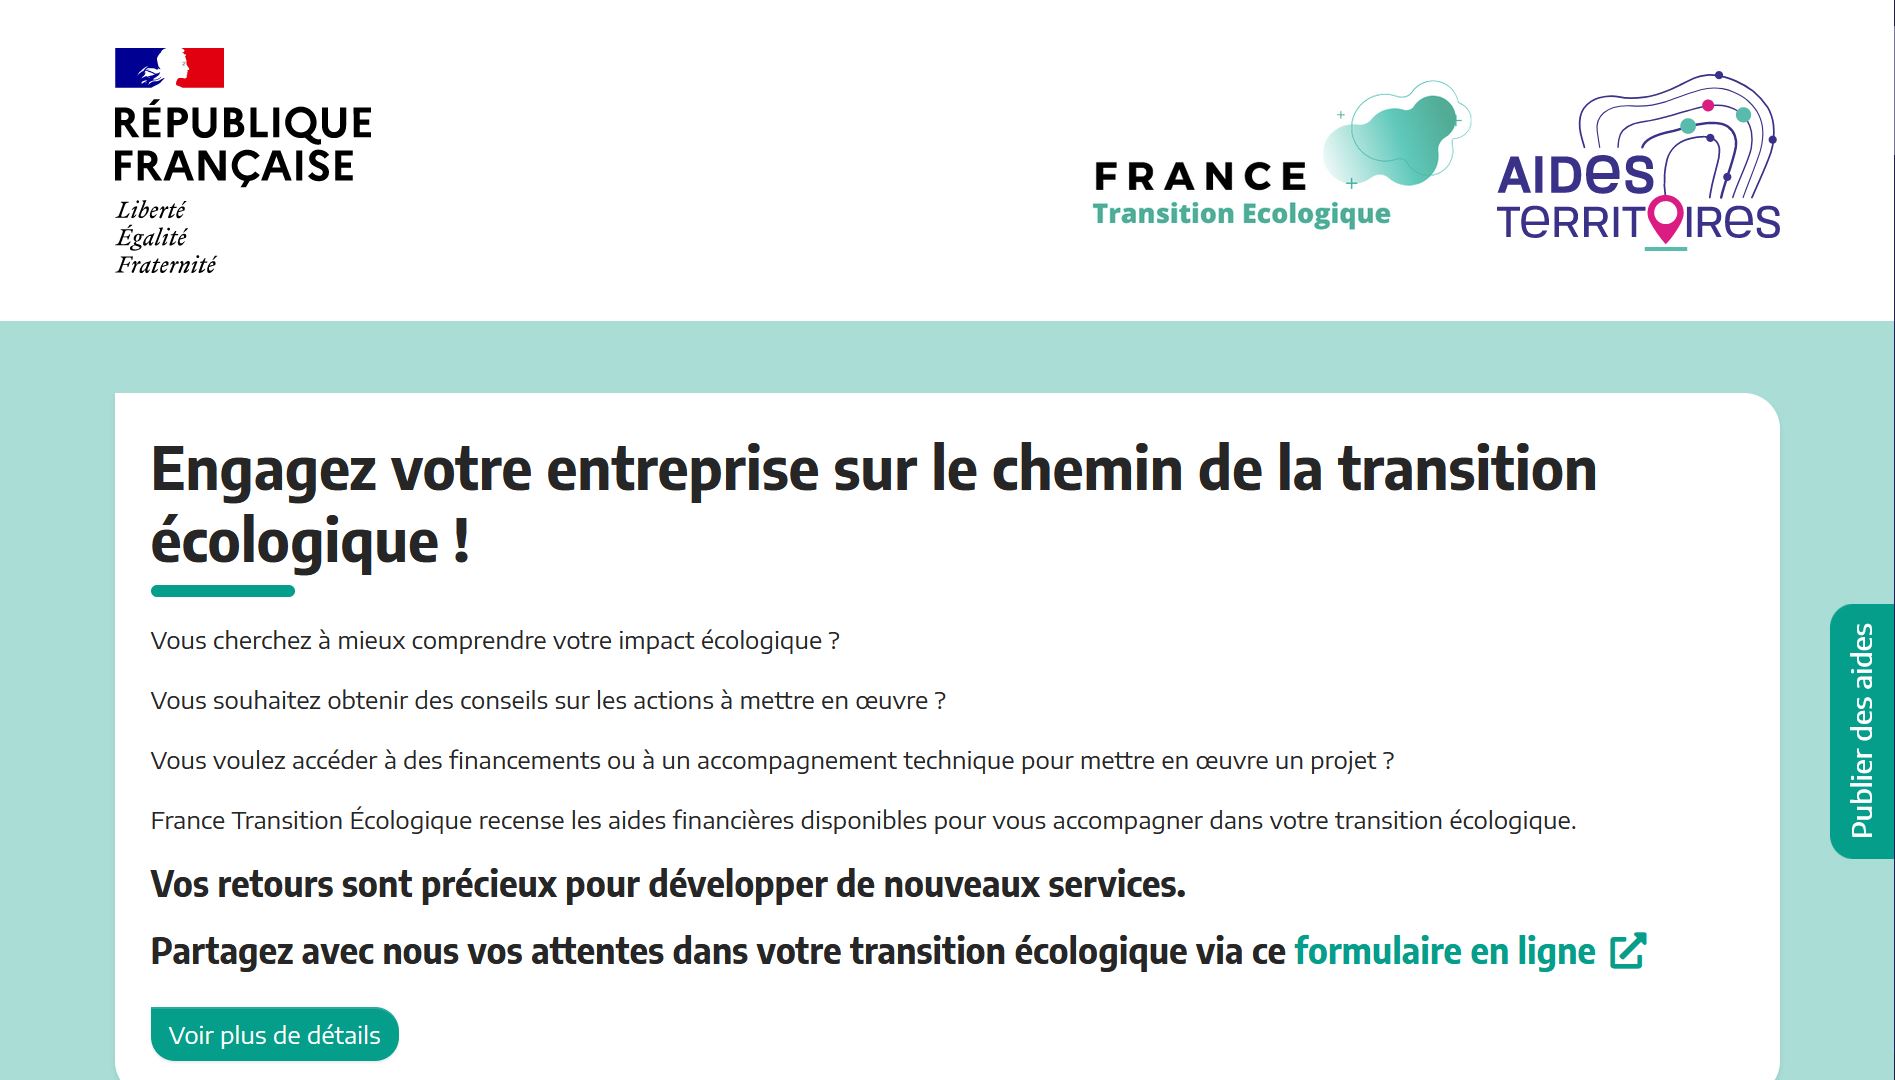 RÉPUBLIQUE
FRANÇAISE
Liberté
Égalité
Fraternité
FRANCE
Transition Ecologique
AIDES
TERRITOIRES
Engagez votre entreprise sur le chemin de la transition
écologique !
Vous cherchez à mieux comprendre votre impact écologique ?
Vous souhaitez obtenir des conseils sur les actions à mettre en œuvre ?
Vous voulez accéder à des financements ou à un accompagnement technique pour mettre en œuvre un projet ?
France Transition Écologique recense les aides financières disponibles pour vous accompagner dans votre transition écologique.
Vos retours sont précieux pour développer de nouveaux services.
Partagez avec nous vos attentes dans votre transition écologique via ce formulaire en ligne
Voir plus de détails
Publier des aides